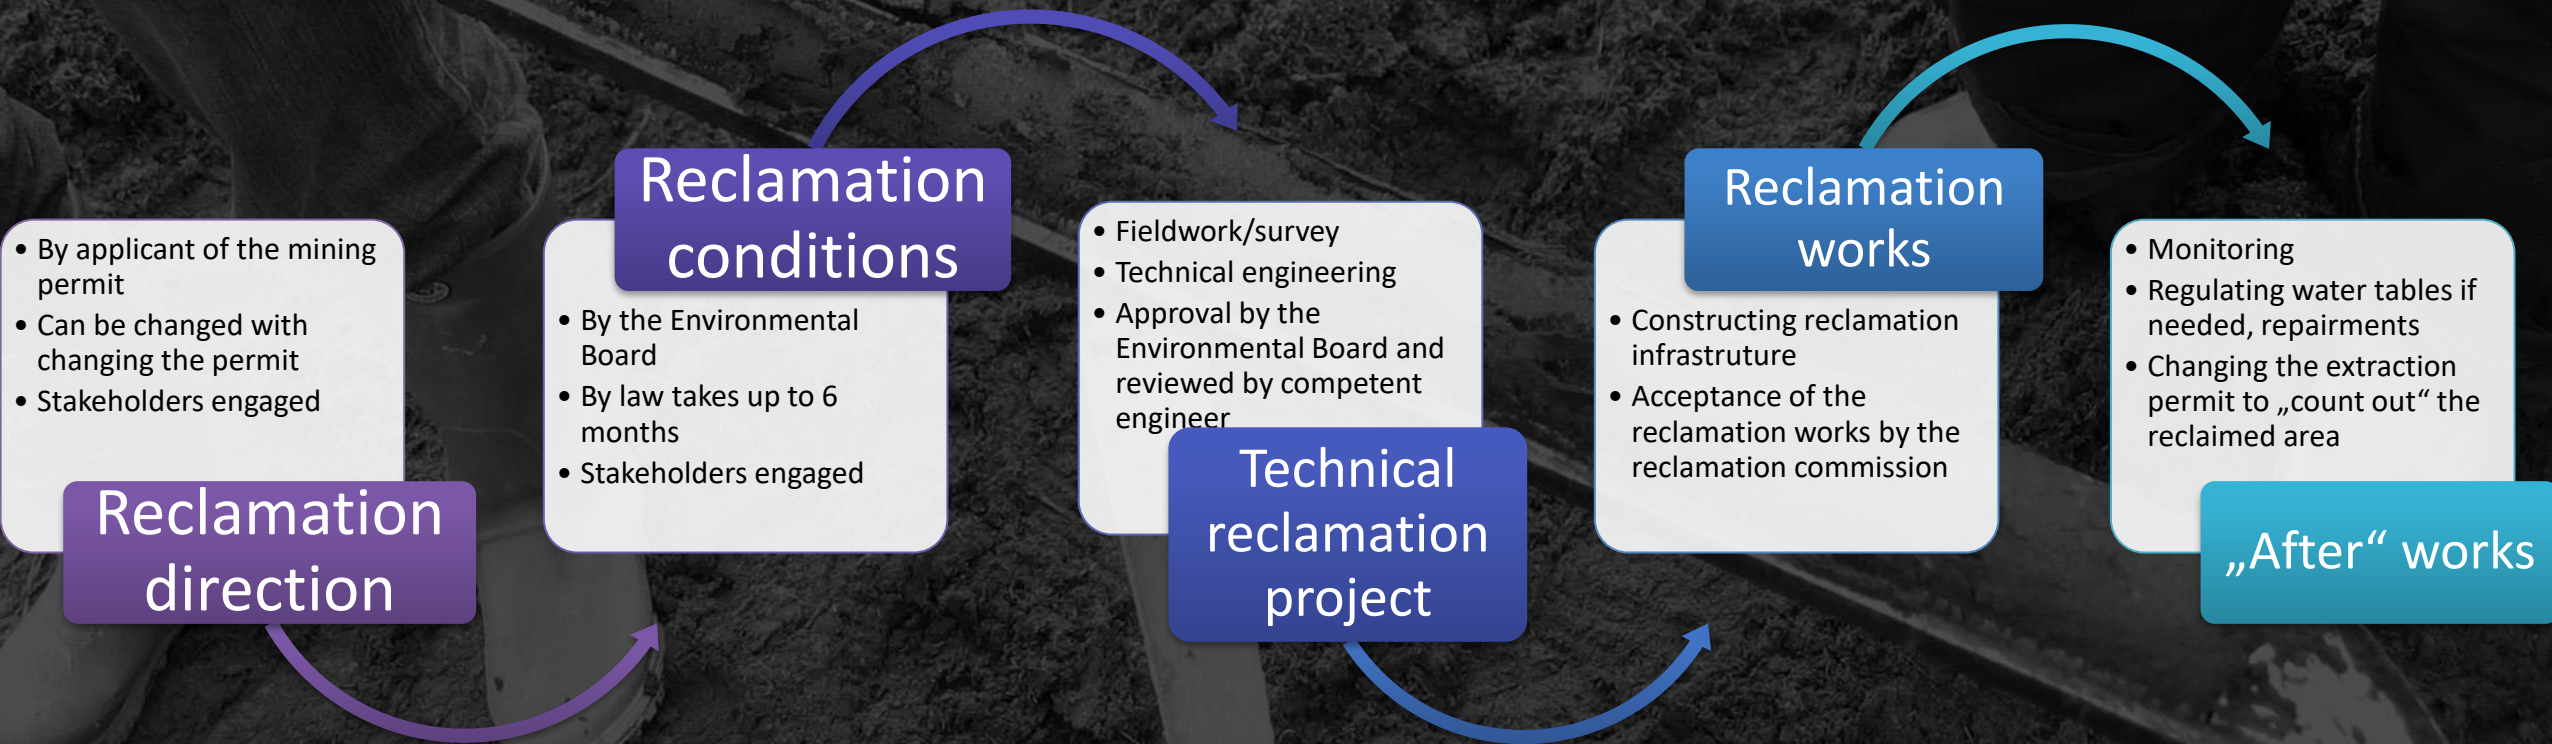 • By applicant of the mining
permit
• Can be changed with
changing the permit
• Stakeholders engaged
Reclamation
direction
Reclamation
conditions
• By the Environmental
Board
• By law takes up to 6
months
• Stakeholders engaged
• Fieldwork/survey
• Technical engineering
• Approval by the
Environmental Board and
reviewed by competent
engineer
Technical
reclamation
project
Reclamation
works
• Constructing reclamation
infrastruture
• Acceptance of the
reclamation works by the
reclamation commission
• Monitoring
• Regulating water tables if
needed, repairments
• Changing the extraction
permit to „count out“ the
reclaimed area
„After“ works